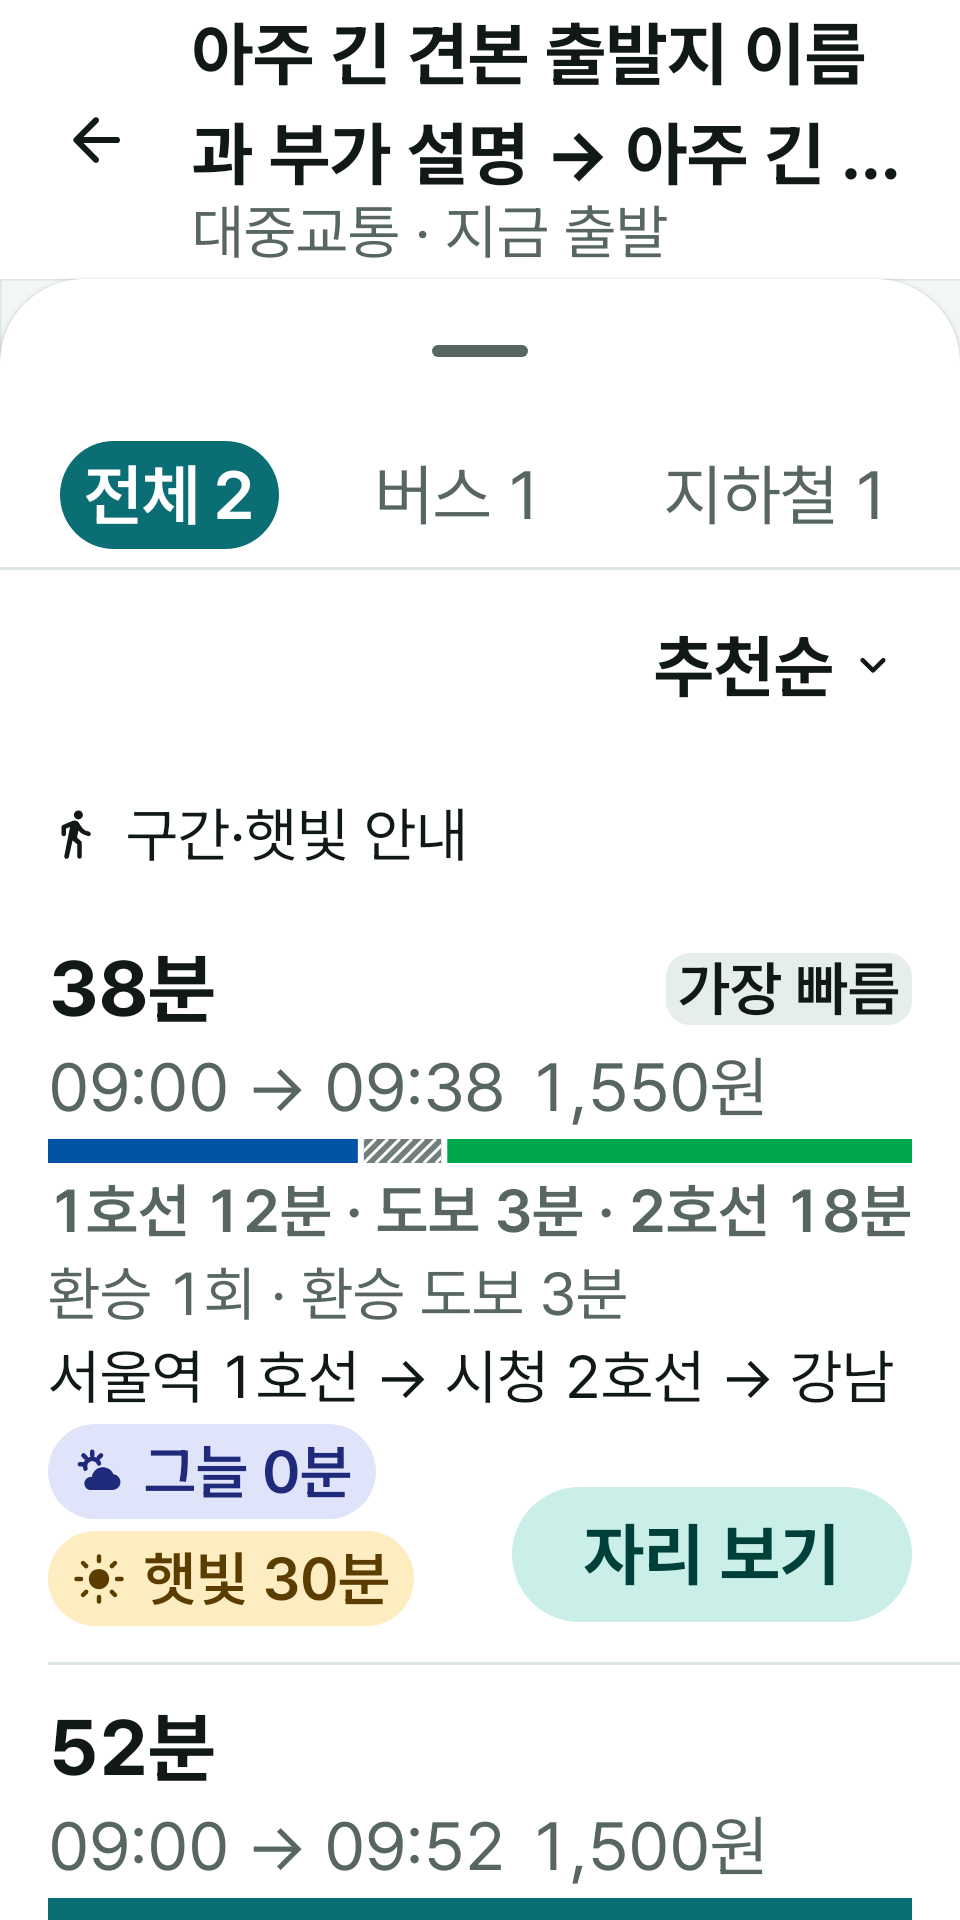 아주 긴 견본 출발지 이름
과 부가 설명 → 아주 긴 ...
대중교통 · 지금 출발
전체 2 버스 1 지하철 1
추천순
구간·햇빛 안내
38분 가장 빠름
09:00 → 09:38 1,550원
1호선 12분 · 도보 3분 · 2호선 18분
환승 1회 · 환승 도보 3분
서울역 1호선 → 시청 2호선 → 강남
그늘 0분
햇빛 30분
자리 보기
52분
09:00 → 09:52 1,500원